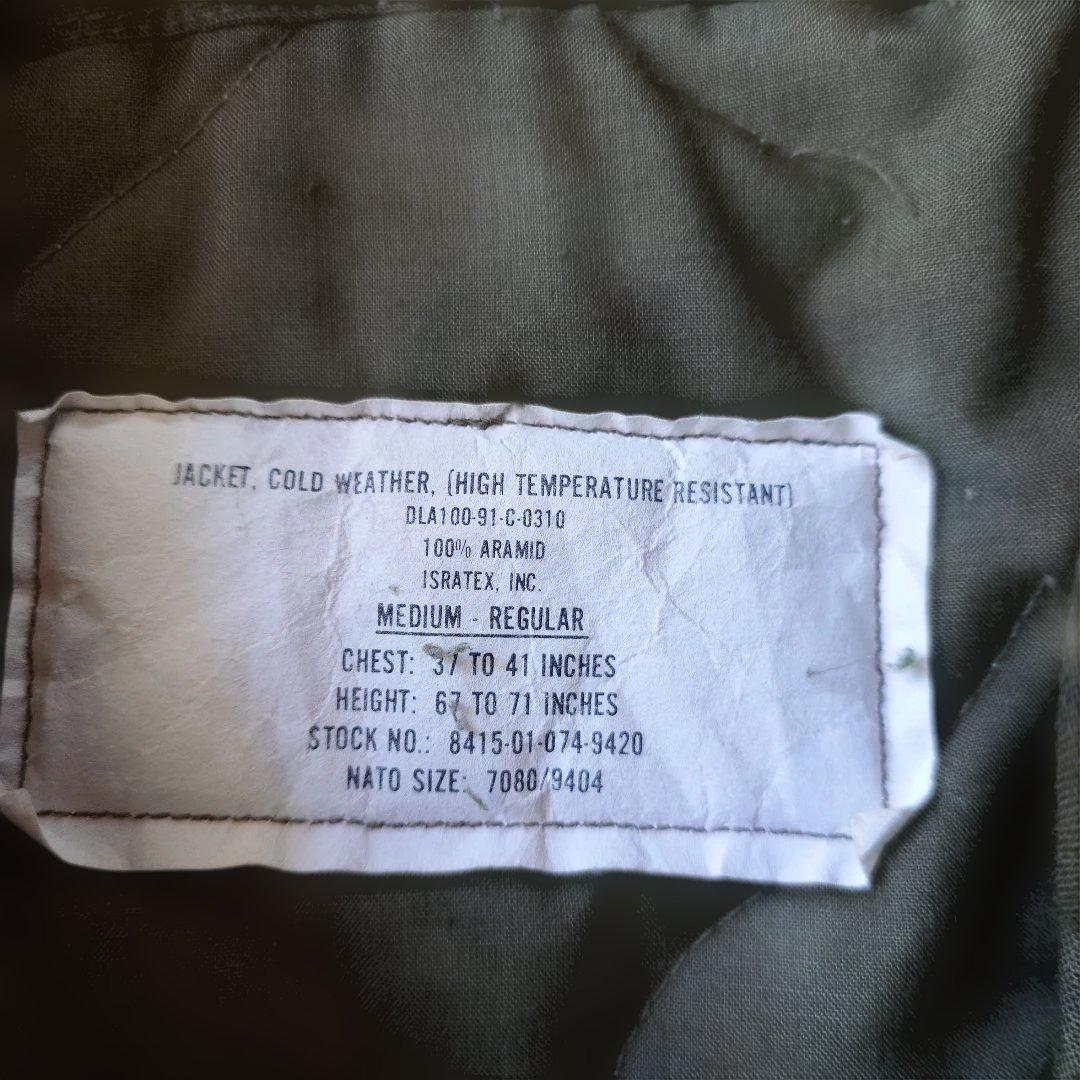 JACKET, COLD WEATHER, (HIGH TEMPERATURE RESISTANT)
DLA100-91-C-0310
100% ARAMID
ISRATEX, INC.
MEDIUM - REGULAR
CHEST: 37 TO 41 INCHES
HEIGHT: 67 TO 71 INCHES
STOCK NO.: 8415-01-074-9420
NATO SIZE: 7080/9404